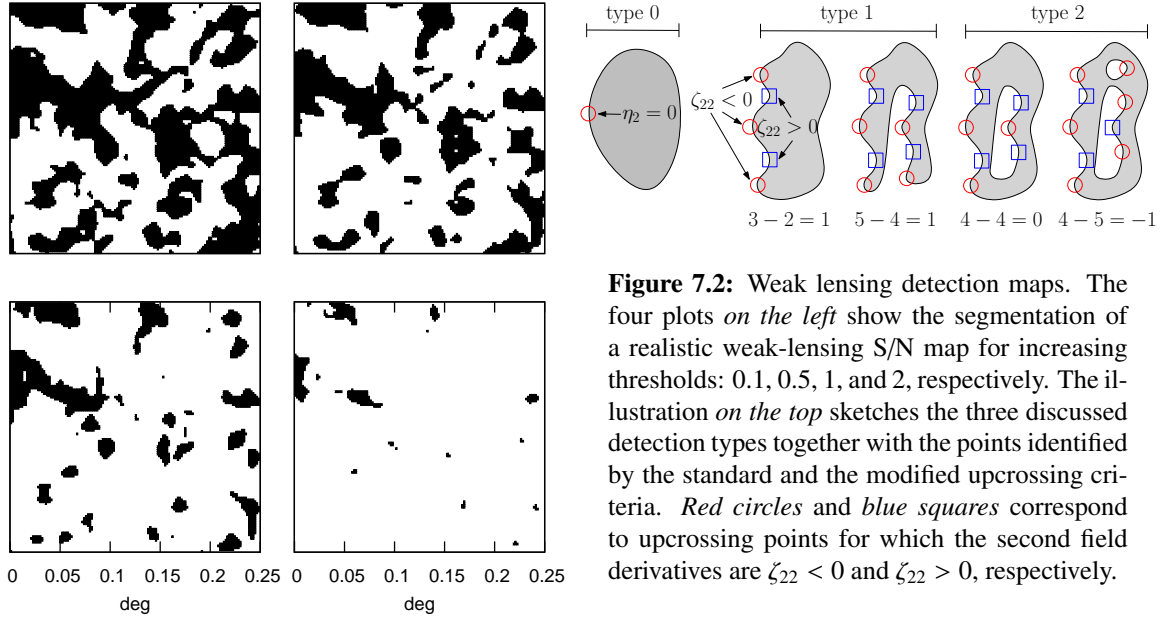 type 0
type 1
type 2
ζ22 < 0
η2 = 0
ζ22 > 0
3 − 2 = 1
5 − 4 = 1
4 − 4 = 0
4 − 5 = −1
0 0.05 0.1 0.15 0.2 0.25
deg
0 0.05 0.1 0.15 0.2 0.25
deg
Figure 7.2: Weak lensing detection maps. The
four plots on the left show the segmentation of
a realistic weak-lensing S/N map for increasing
thresholds: 0.1, 0.5, 1, and 2, respectively. The il-
lustration on the top sketches the three discussed
detection types together with the points identified
by the standard and the modified upcrossing cri-
teria. Red circles and blue squares correspond
to upcrossing points for which the second field
derivatives are ζ22 < 0 and ζ22 > 0, respectively.